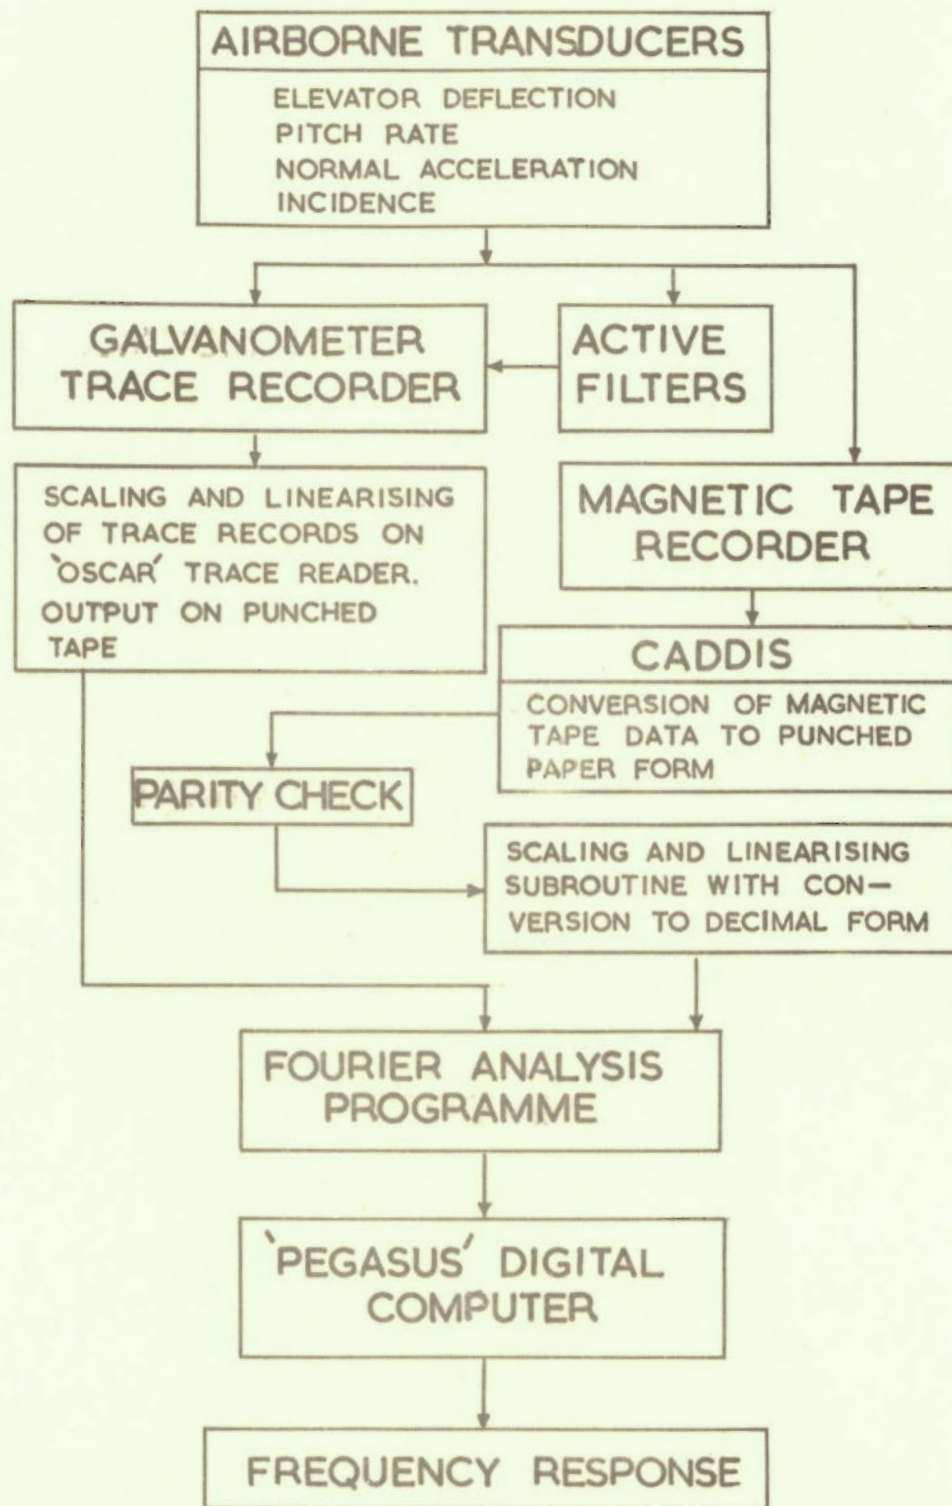 AIRBORNE TRANSDUCERS
ELEVATOR DEFLECTION
PITCH RATE
NORMAL ACCELERATION
INCIDENCE
GALVANOMETER
TRACE RECORDER
ACTIVE
FILTERS
SCALING AND LINEARISING
OF TRACE RECORDS ON
'OSCAR' TRACE READER.
OUTPUT ON PUNCHED
TAPE
MAGNETIC TAPE
RECORDER
CADDIS
CONVERSION OF MAGNETIC
TAPE DATA TO PUNCHED
PAPER FORM
PARITY CHECK
SCALING AND LINEARISING
SUBROUTINE WITH CON—
VERSION TO DECIMAL FORM
FOURIER ANALYSIS
PROGRAMME
'PEGASUS' DIGITAL
COMPUTER
FREQUENCY RESPONSE